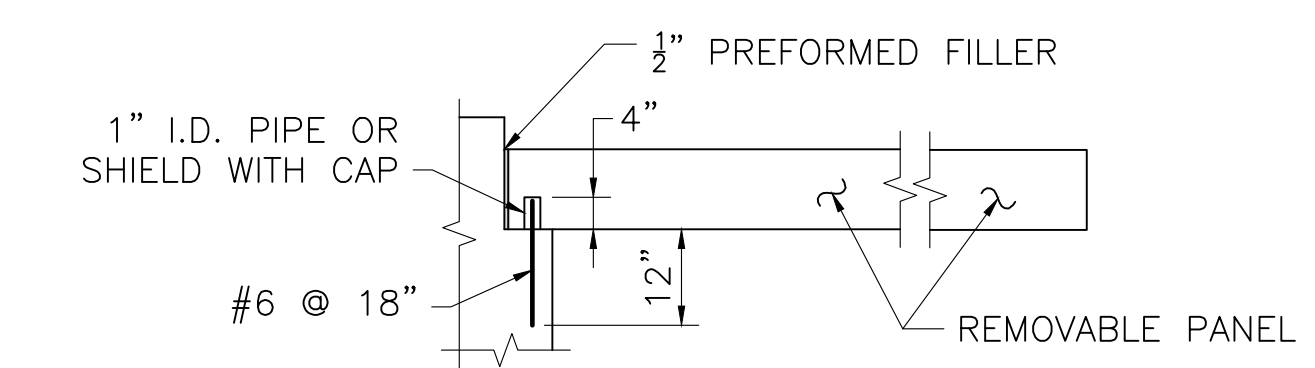 ½” PREFORMED FILLER
1” I.D. PIPE OR
SHIELD WITH CAP
4”
#6 @ 18”
12”
REMOVABLE PANEL